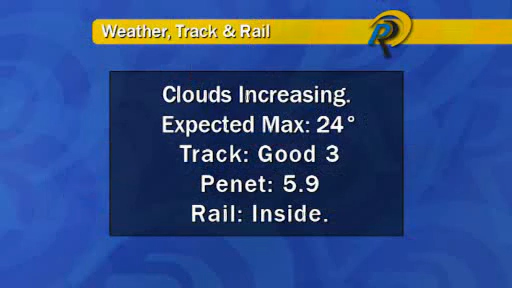 Weather, Track & Rail
R
Clouds Increasing.
Expected Max: 24°
Track: Good 3
Penet: 5.9
Rail: Inside.